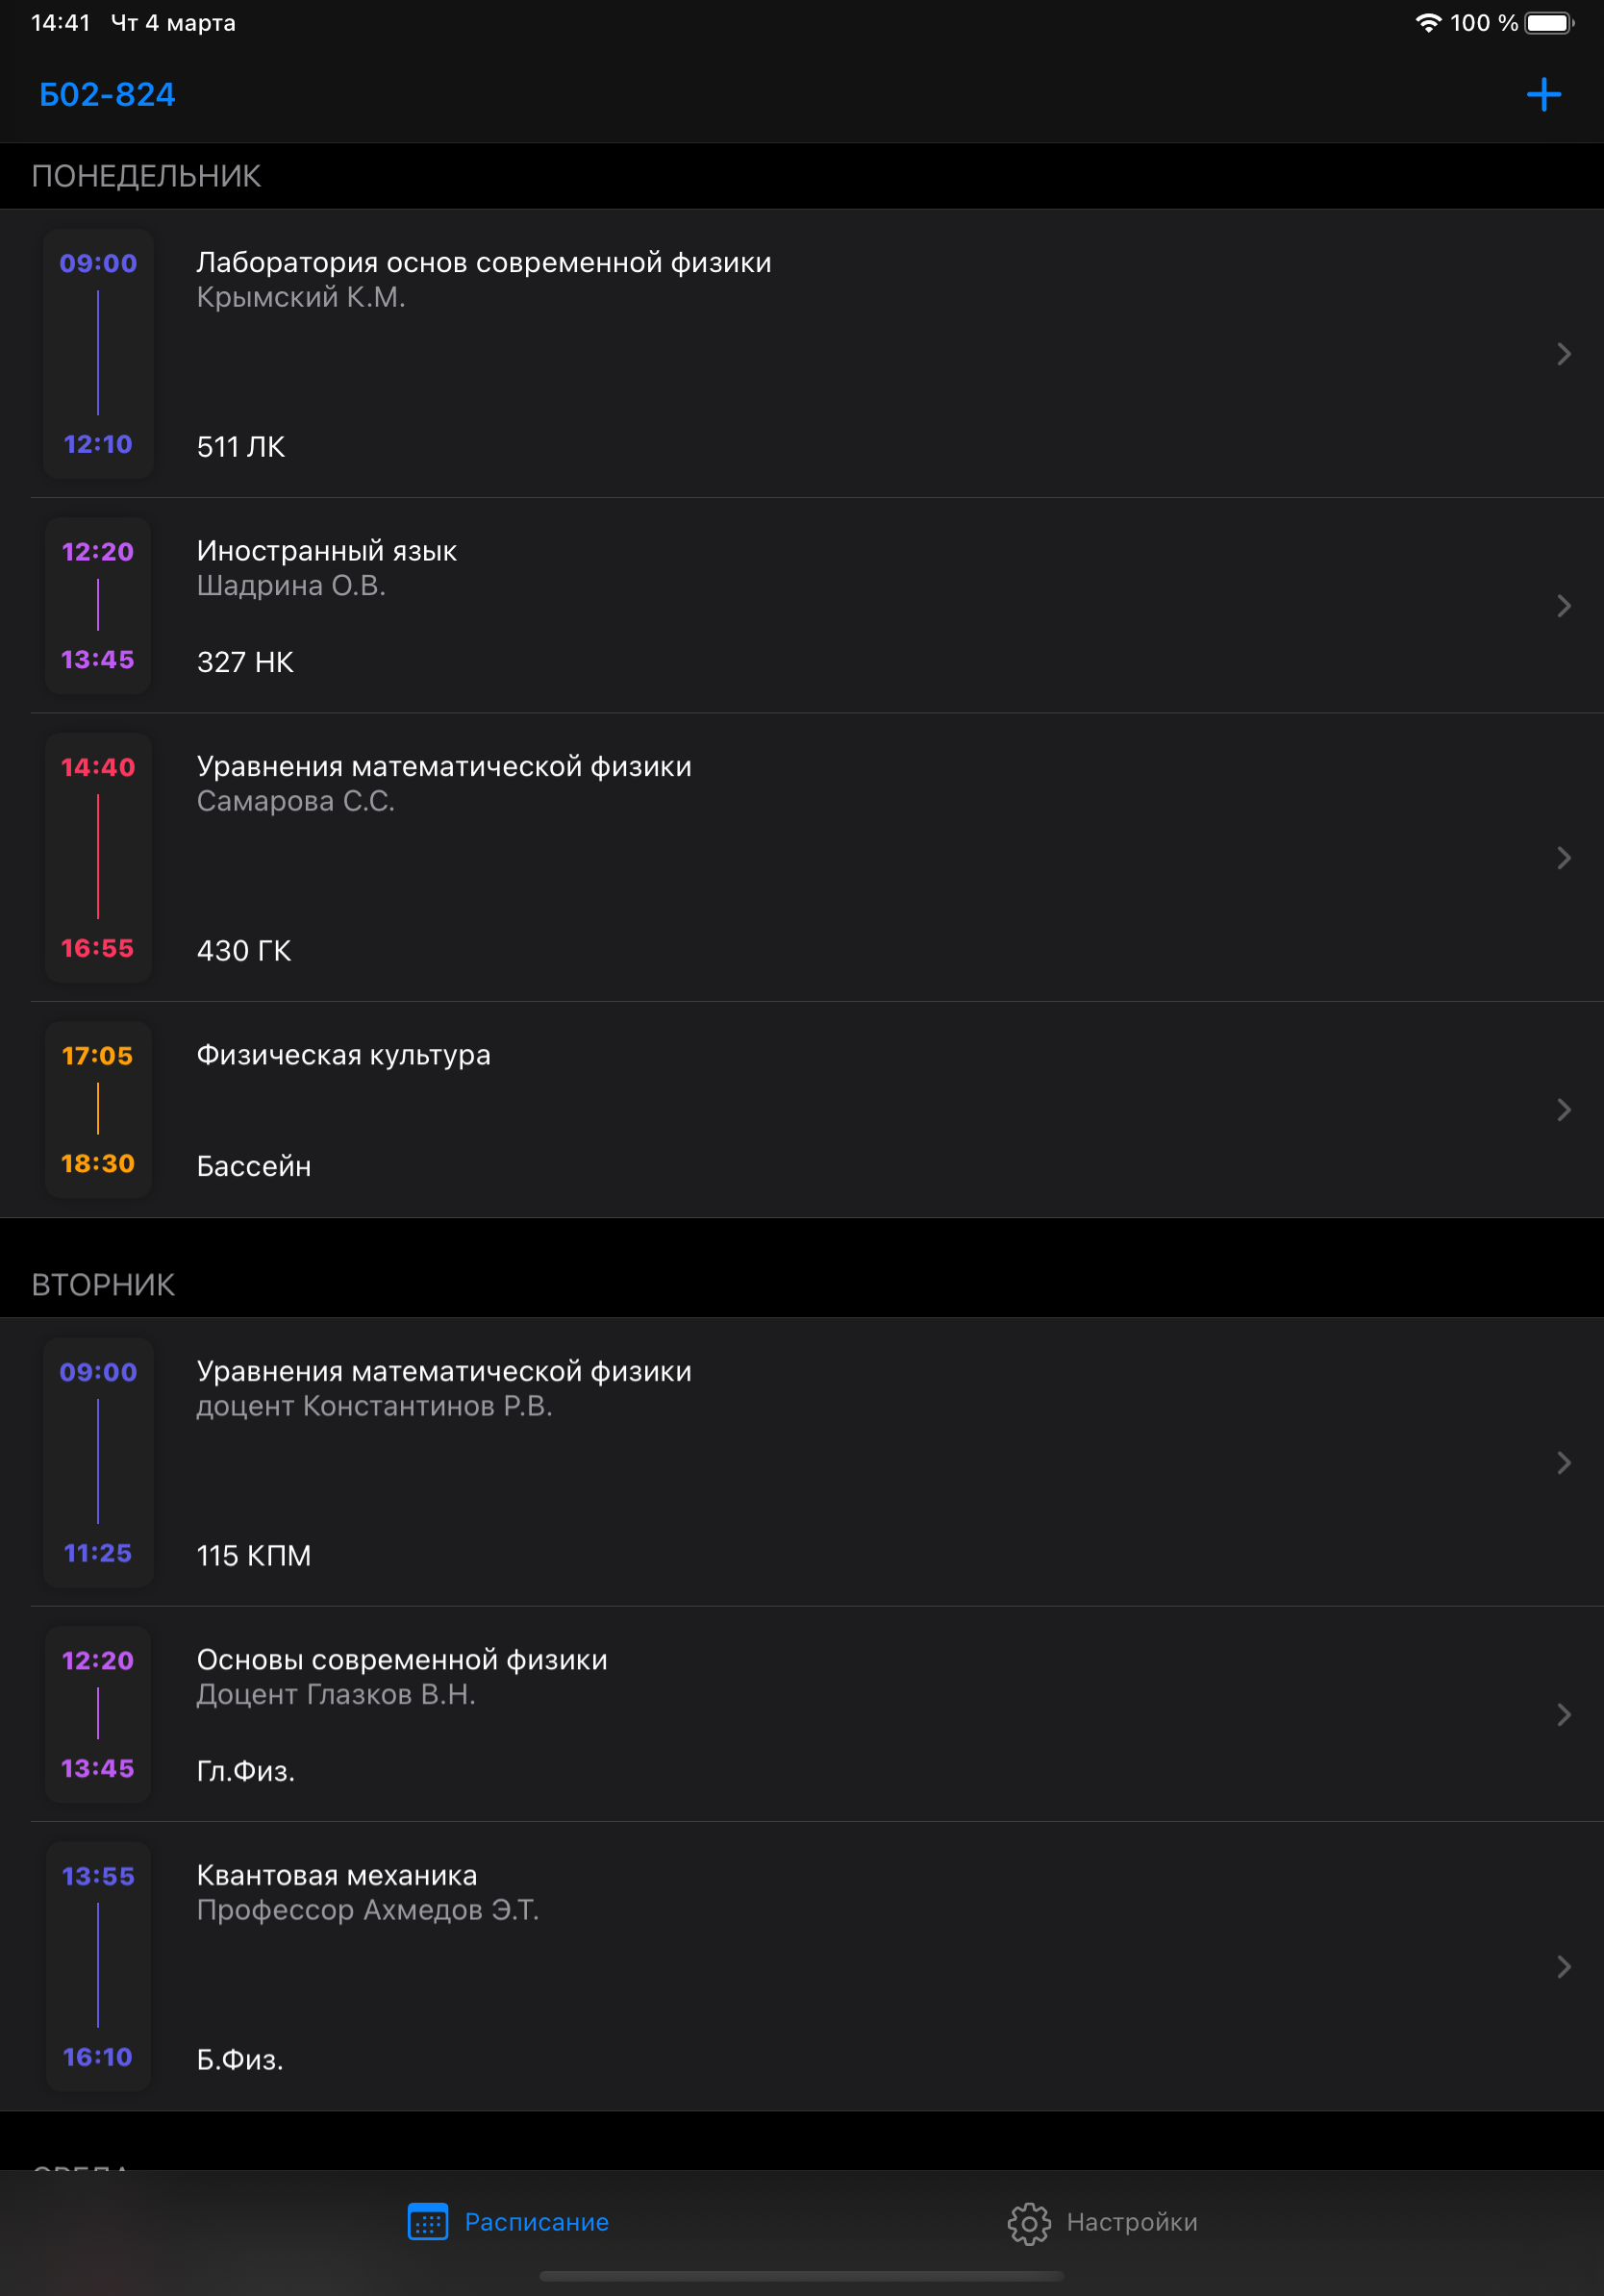 14:41 Чт 4 марта 100 %
Б02-824
ПОНЕДЕЛЬНИК
09:00 Лаборатория основ современной физики
Крымский К.М.
12:10 511 ЛК
12:20 Иностранный язык
Шадрина О.В.
13:45 327 НК
14:40 Уравнения математической физики
Самарова С.С.
16:55 430 ГК
17:05 Физическая культура
18:30 Бассейн
ВТОРНИК
09:00 Уравнения математической физики
доцент Константинов Р.В.
11:25 115 КПМ
12:20 Основы современной физики
Доцент Глазков В.Н.
13:45 Гл.Физ.
13:55 Квантовая механика
Профессор Ахмедов Э.Т.
16:10 Б.Физ.
СРЕДА
Расписание Настройки